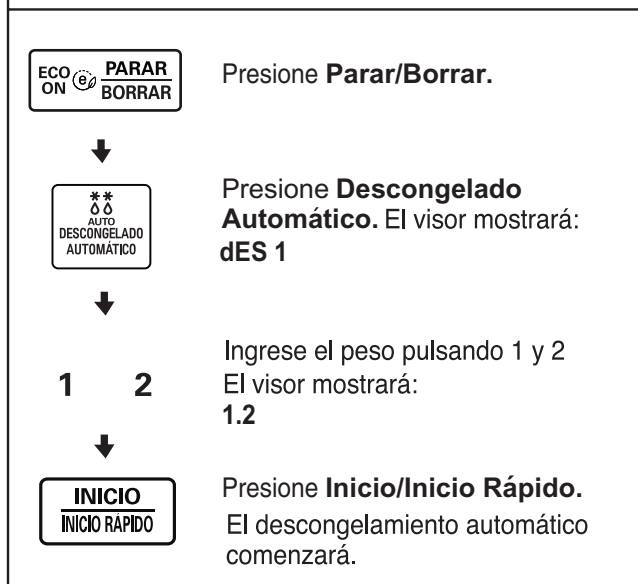 ECO PARAR
ON e BORRAR
Presione Parar/Borrar.
AUTO
DESCONGELADO
AUTOMÁTICO
Presione Descongelado
Automático. El visor mostrará:
dES 1
1 2
Ingrese el peso pulsando 1 y 2
El visor mostrará:
1.2
INICIO
INICIO RÁPIDO
Presione Inicio/Inicio Rápido.
El descongelamiento automático
comenzará.